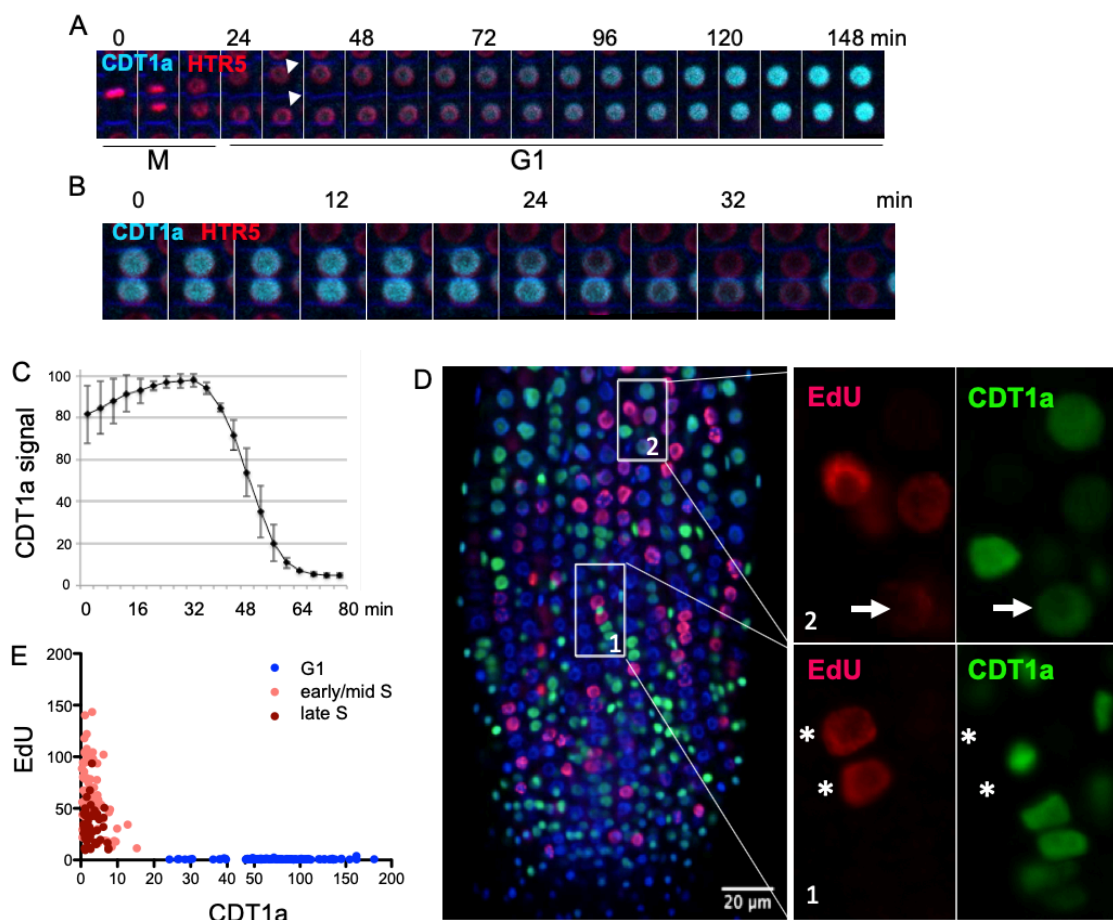 A
0 24 48 72 96 120 148 min
CDT1a HTR5
M G1
B
0 12 24 32 min
CDT1a HTR5
C
CDT1a signal
100
80
60
40
20
0
0 16 32 48 64 80 min
D
2
1
20 µm
EdU CDT1a
2
EdU CDT1a
* *
* *
1
E
EdU
200
150
100
50
0
G1
early/mid S
late S
0 10 20 30 40 50 100 150 200
CDT1a